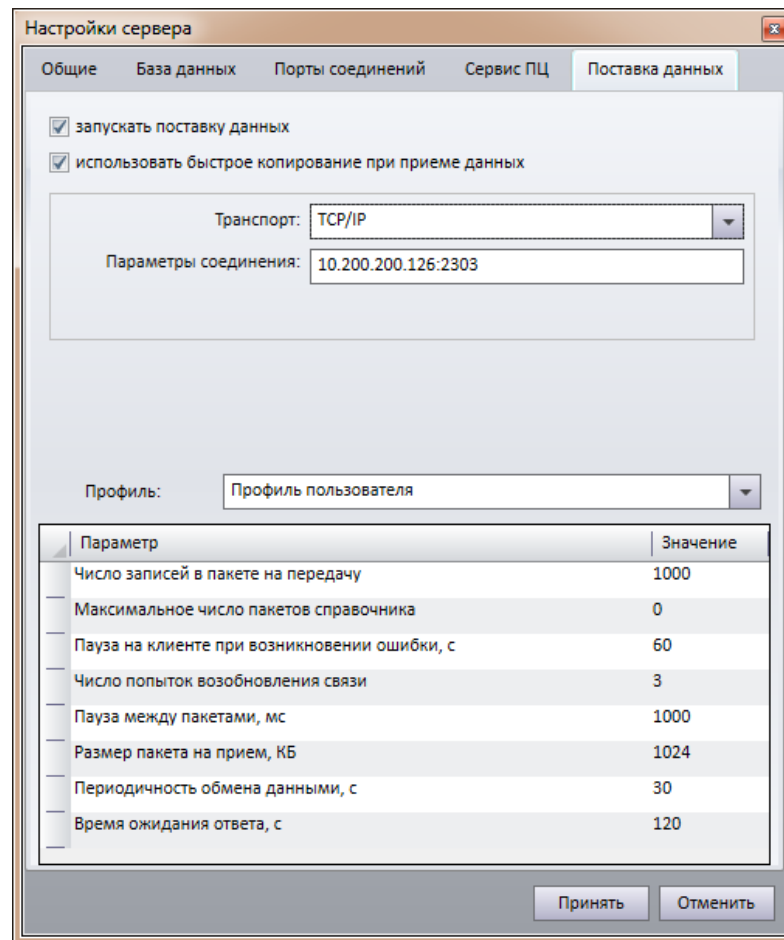 Настройки сервера
Общие База данных Порты соединений Сервис ПЦ Поставка данных
запускать поставку данных
использовать быстрое копирование при приеме данных
Транспорт: TCP/IP
Параметры соединения: 10.200.200.126:2303
Профиль: Профиль пользователя
Параметр Значение
Число записей в пакете на передачу 1000
Максимальное число пакетов справочника 0
Пауза на клиенте при возникновении ошибки, с 60
Число попыток возобновления связи 3
Пауза между пакетами, мс 1000
Размер пакета на прием, КБ 1024
Периодичность обмена данными, с 30
Время ожидания ответа, с 120
Принять Отменить